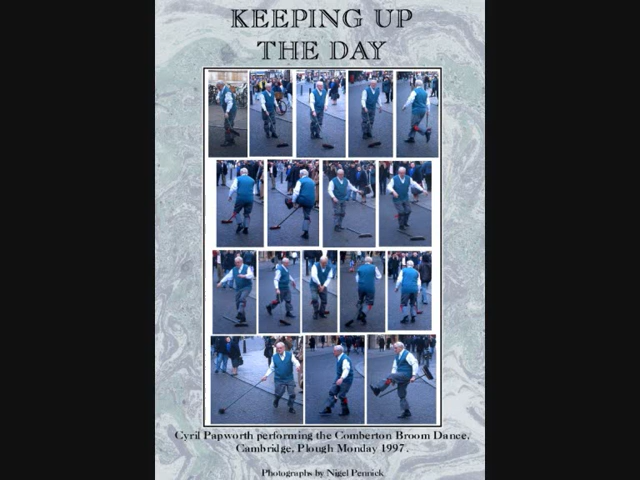 KEEPING UP
THE DAY
Cyril Papworth performing the Comberton Broom Dance,
Cambridge, Plough Monday 1997.
Photographs by Nigel Pennick